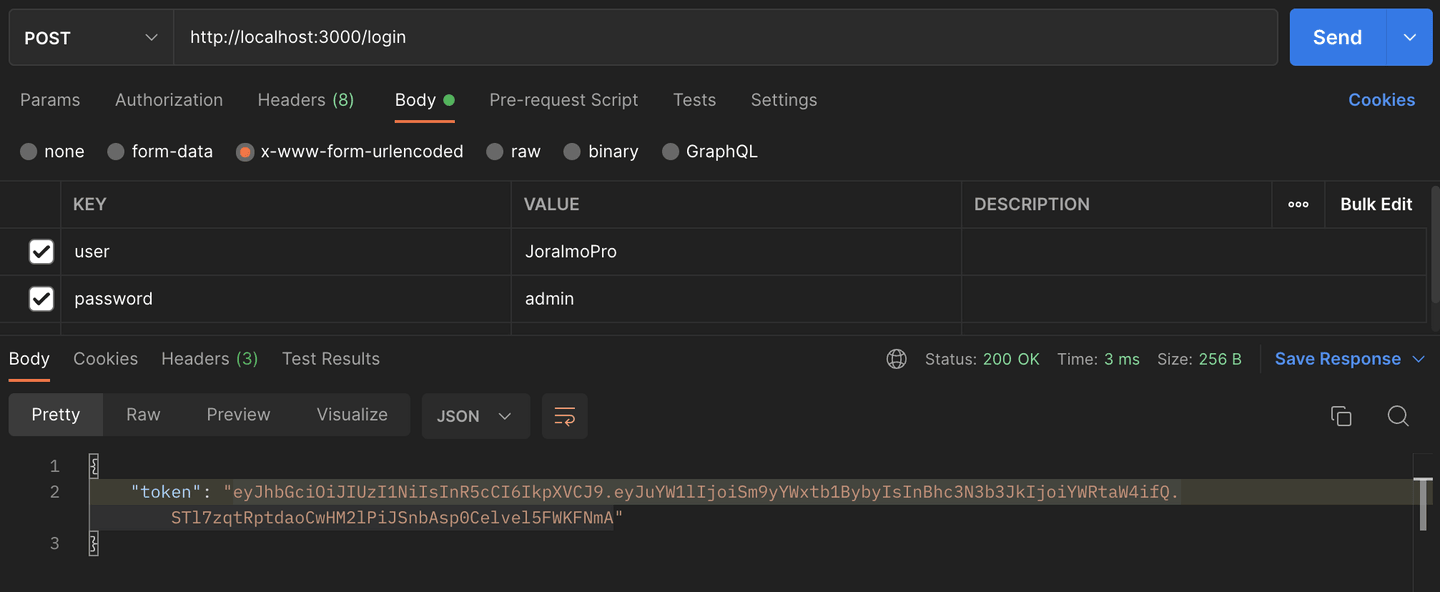 POST http://localhost:3000/login Send
Params Authorization Headers (8) Body Pre-request Script Tests Settings Cookies
none form-data x-www-form-urlencoded raw binary GraphQL
KEY VALUE DESCRIPTION Bulk Edit
user JoralmoPro
password admin
Body Cookies Headers (3) Test Results Status: 200 OK Time: 3 ms Size: 256 B Save Response
Pretty Raw Preview Visualize JSON
1 {
2 "token": "eyJhbGciOiJIUzI1NiIsInR5cCI6IkpXVCJ9.eyJuYW1lIjoiSm9yYWxtb1BybyIsInBhc3N3b3JkIjoiYWRtaW4ifQ.
STl7zqtRptdaoCwHM2lPiJSnbAsp0Celvel5FWKFNmA"
3 }